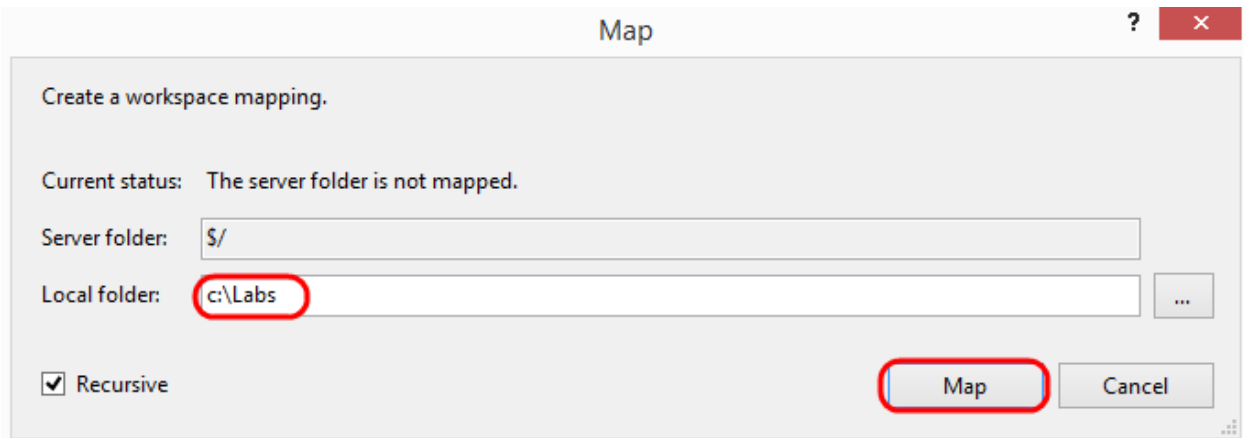 Map
?
Create a workspace mapping.
Current status: The server folder is not mapped.
Server folder: $/
Local folder: c:\Labs ...
Recursive Map Cancel